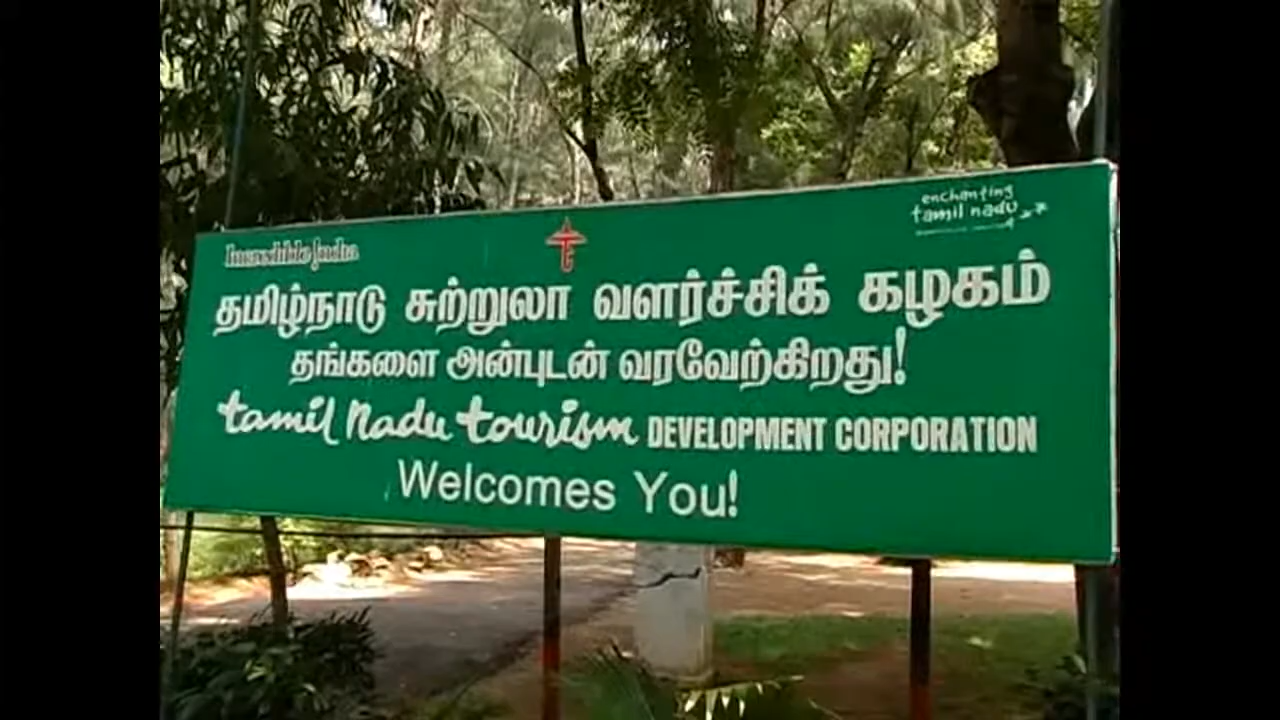 Incredible India
enchanting
tamil nadu
தமிழ்நாடு சுற்றுலா வளர்ச்சிக் கழகம்
தங்களை அன்புடன் வரவேற்கிறது!
tamil nadu tourism DEVELOPMENT CORPORATION
Welcomes You!